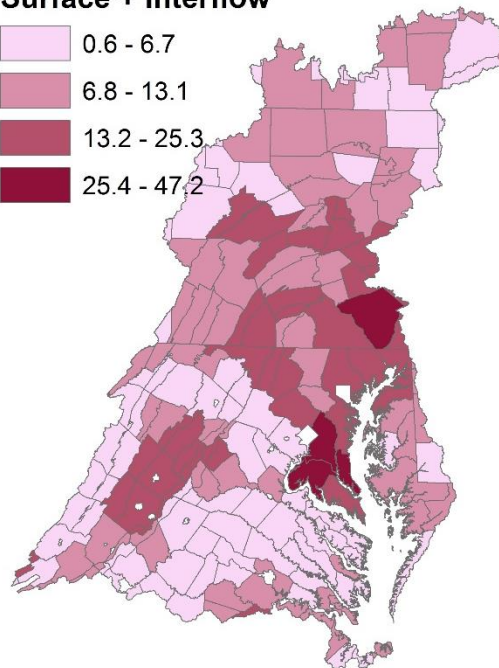 Surface + Interflow
0.6 - 6.7
6.8 - 13.1
13.2 - 25.3
25.4 - 47.2